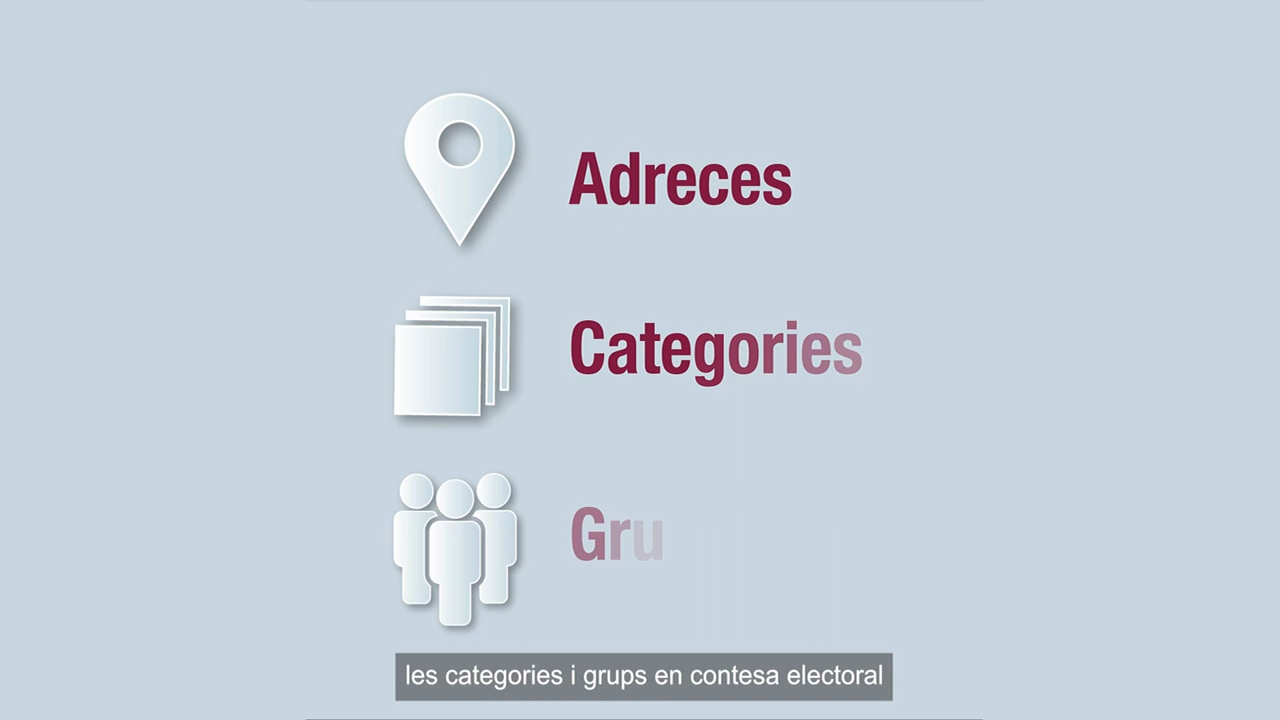 Adreces
Categories
Gru
les categories i grups en contesa electoral